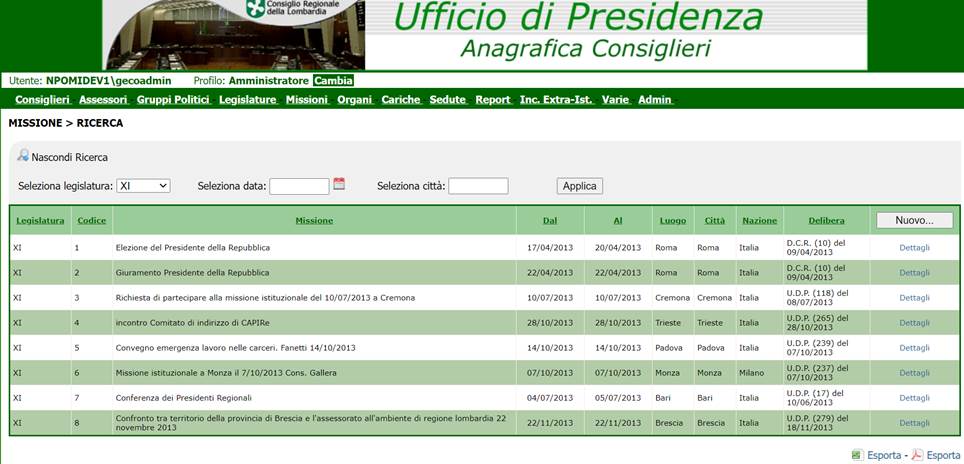 Consiglio Regionale
della Lombardia
Ufficio di Presidenza
Anagrafica Consiglieri
Utente: NPOMIDEV1\gecoadmin Profilo: Amministratore Cambia
Consiglieri Assessori Gruppi Politici Legislature Missioni Organi Cariche Sedute Report Inc. Extra-Ist. Varie Admin
MISSIONE > RICERCA
Nascondi Ricerca
Seleziona legislatura: XI Seleziona data: Seleziona città: Applica
Legislatura Codice Missione Dal Al Luogo Città Nazione Delibera Nuovo...
XI 1 Elezione del Presidente della Repubblica 17/04/2013 20/04/2013 Roma Roma Italia D.C.R. (10) del 09/04/2013 Dettagli
XI 2 Giuramento Presidente della Repubblica 22/04/2013 22/04/2013 Roma Roma Italia D.C.R. (10) del 09/04/2013 Dettagli
XI 3 Richiesta di partecipare alla missione istituzionale del 10/07/2013 a Cremona 10/07/2013 10/07/2013 Cremona Cremona Italia U.D.P. (118) del 08/07/2013 Dettagli
XI 4 incontro Comitato di indirizzo di CAPIRe 28/10/2013 28/10/2013 Trieste Trieste Italia U.D.P. (265) del 28/10/2013 Dettagli
XI 5 Convegno emergenza lavoro nelle carceri. Fanetti 14/10/2013 14/10/2013 14/10/2013 Padova Padova Italia U.D.P. (239) del 07/10/2013 Dettagli
XI 6 Missione istituzionale a Monza il 7/10/2013 Cons. Gallera 07/10/2013 07/10/2013 Monza Monza Milano U.D.P. (237) del 07/10/2013 Dettagli
XI 7 Conferenza dei Presidenti Regionali 04/07/2013 05/07/2013 Bari Bari Italia U.D.P. (17) del 10/06/2013 Dettagli
XI 8 Confronto tra territorio della provincia di Brescia e l'assessorato all'ambiente di regione lombardia 22 novembre 2013 22/11/2013 22/11/2013 Brescia Brescia Italia U.D.P. (279) del 18/11/2013 Dettagli
Esporta - Esporta